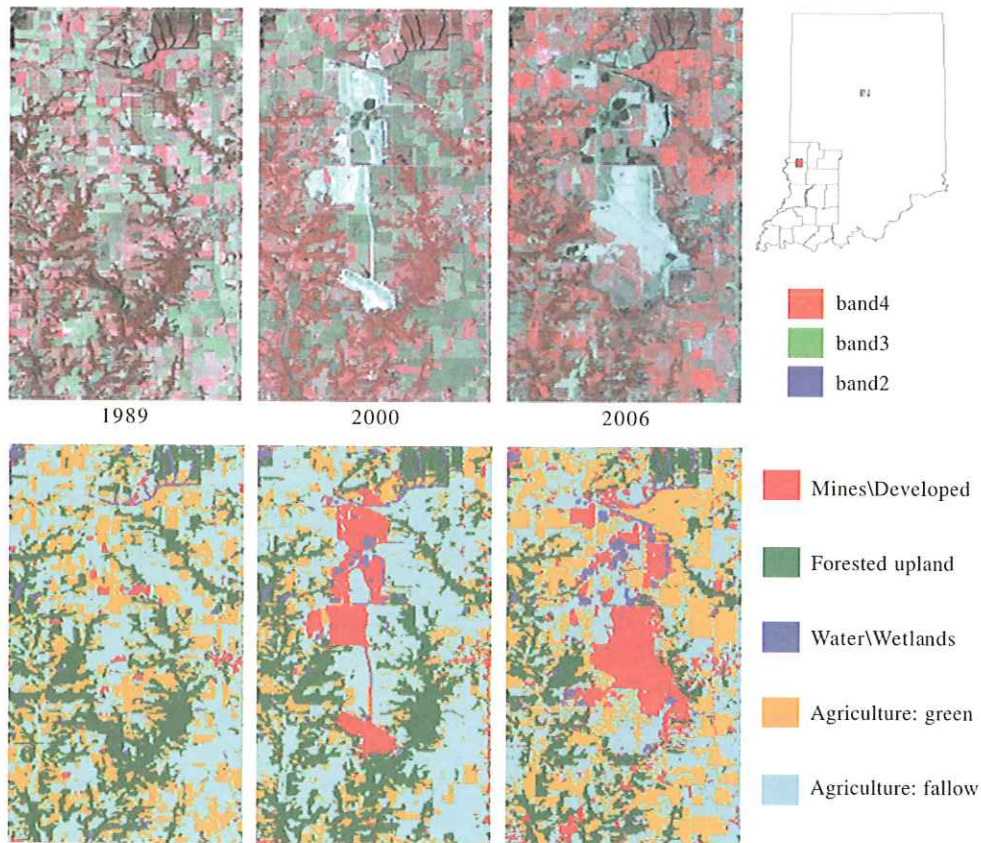 IN
band4
band3
band2
1989
2000
2006
Mines\Developed
Forested upland
Water\Wetlands
Agriculture: green
Agriculture: fallow